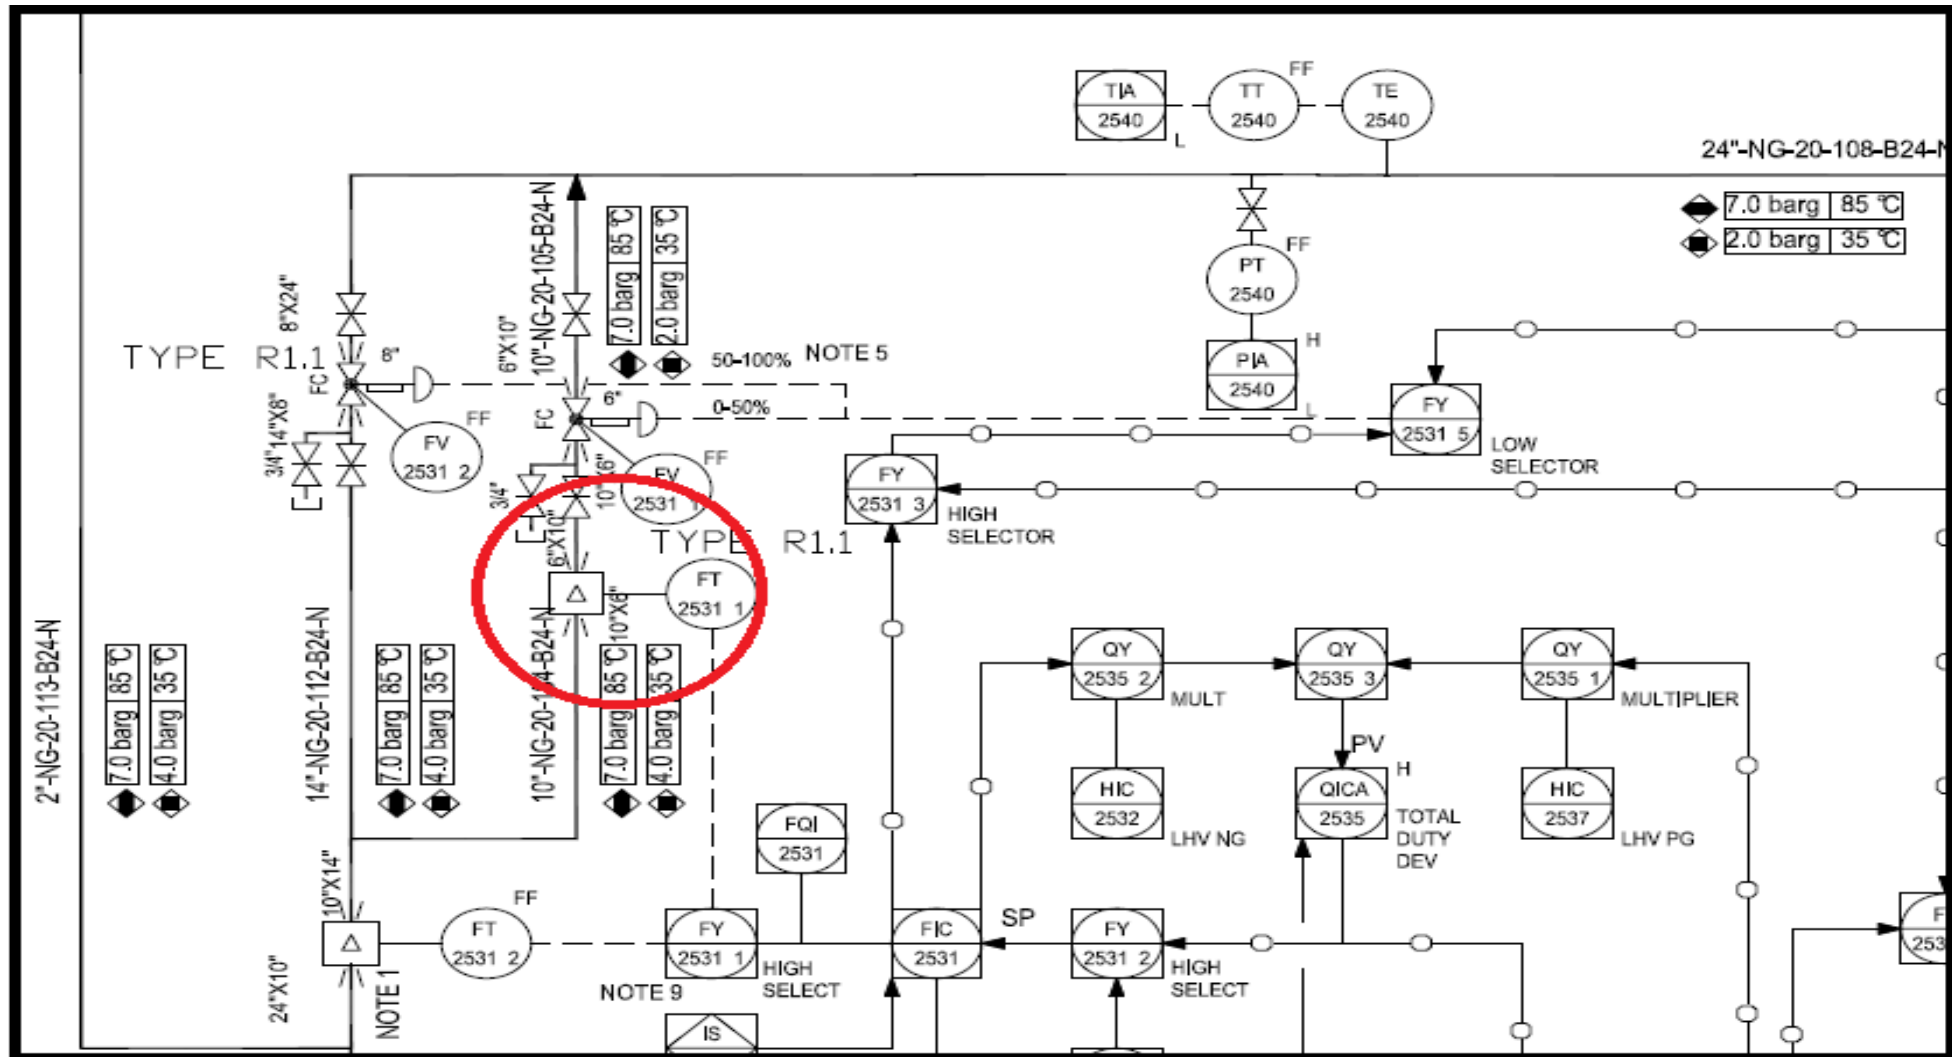 TIA
2540
L
TT
2540
FF
TE
2540
24"-NG-20-108-B24-N
7.0 barg 85 °C
2.0 barg 35 °C
PT
2540
FF
PIA
2540
H
L
10"-NG-20-105-B24-N
7.0 barg 85 °C
2.0 barg 35 °C
8"X24"
6"X10"
TYPE R1.1
8"
FC
50-100%
NOTE 5
6"
0-50%
FC
FY
2531 5
LOW
SELECTOR
3/4"
14"X8"
FV
2531 2
FF
3/4"
10"X6"
FV
2531 1
FF
FY
2531 3
HIGH
SELECTOR
TYPE R1.1
6"X10"
FT
2531 1
10"X6"
2"-NG-20-113-B24-N
7.0 barg 85 °C
4.0 barg 35 °C
14"-NG-20-112-B24-N
7.0 barg 85 °C
4.0 barg 35 °C
10"-NG-20-104-B24-N
7.0 barg 85 °C
4.0 barg 35 °C
QY
2535 2
MULT
QY
2535 3
QY
2535 1
MULTIPLIER
PV
HIC
2532
LHV NG
QICA
2535
H
TOTAL
DUTY
DEV
HIC
2537
LHV PG
FQI
2531
10"X14"
24"X10"
NOTE 1
FT
2531 2
FF
FY
2531 1
HIGH
SELECT
NOTE 9
FIC
2531
SP
FY
2531 2
HIGH
SELECT
F
253
IS